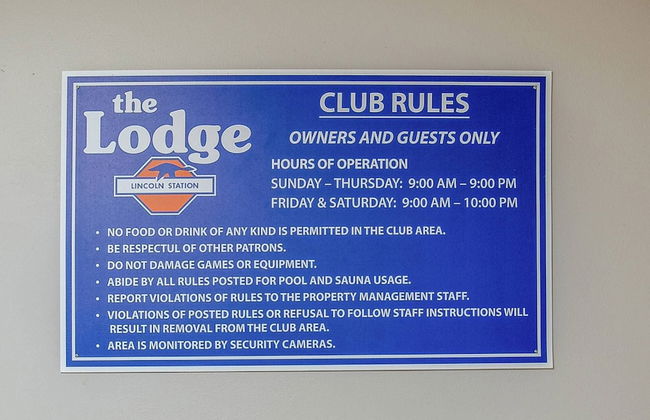 the
Lodge
LINCOLN STATION
CLUB RULES
OWNERS AND GUESTS ONLY
HOURS OF OPERATION
SUNDAY – THURSDAY: 9:00 AM – 9:00 PM
FRIDAY & SATURDAY: 9:00 AM – 10:00 PM
• NO FOOD OR DRINK OF ANY KIND IS PERMITTED IN THE CLUB AREA.
• BE RESPECTUL OF OTHER PATRONS.
• DO NOT DAMAGE GAMES OR EQUIPMENT.
• ABIDE BY ALL RULES POSTED FOR POOL AND SAUNA USAGE.
• REPORT VIOLATIONS OF RULES TO THE PROPERTY MANAGEMENT STAFF.
• VIOLATIONS OF POSTED RULES OR REFUSAL TO FOLLOW STAFF INSTRUCTIONS WILL
RESULT IN REMOVAL FROM THE CLUB AREA.
• AREA IS MONITORED BY SECURITY CAMERAS.